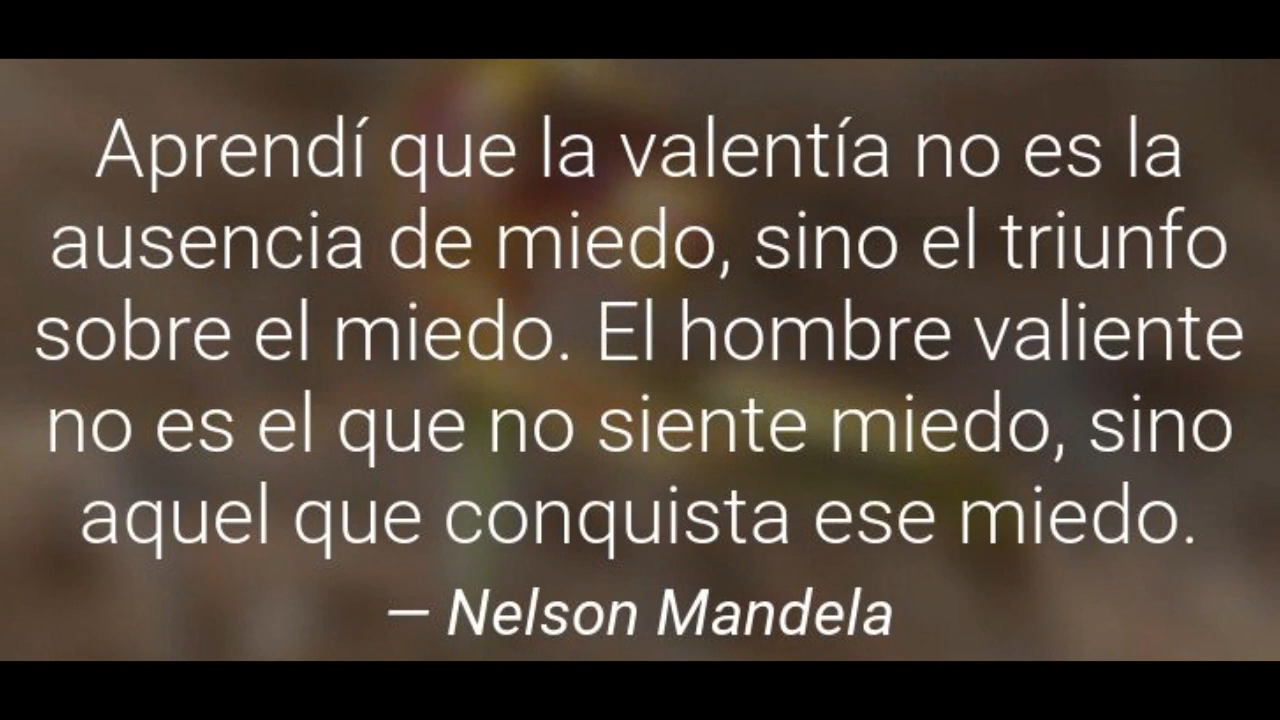 Aprendí que la valentía no es la
ausencia de miedo, sino el triunfo
sobre el miedo. El hombre valiente
no es el que no siente miedo, sino
aquel que conquista ese miedo.
— Nelson Mandela